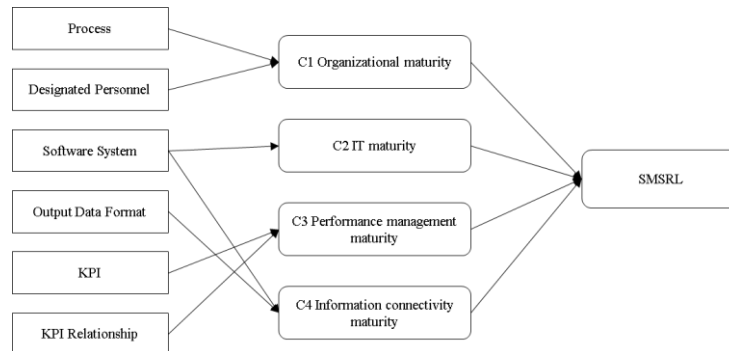 Process
Designated Personnel
Software System
Output Data Format
KPI
KPI Relationship
C1 Organizational maturity
C2 IT maturity
C3 Performance management
maturity
C4 Information connectivity
maturity
SMSRL